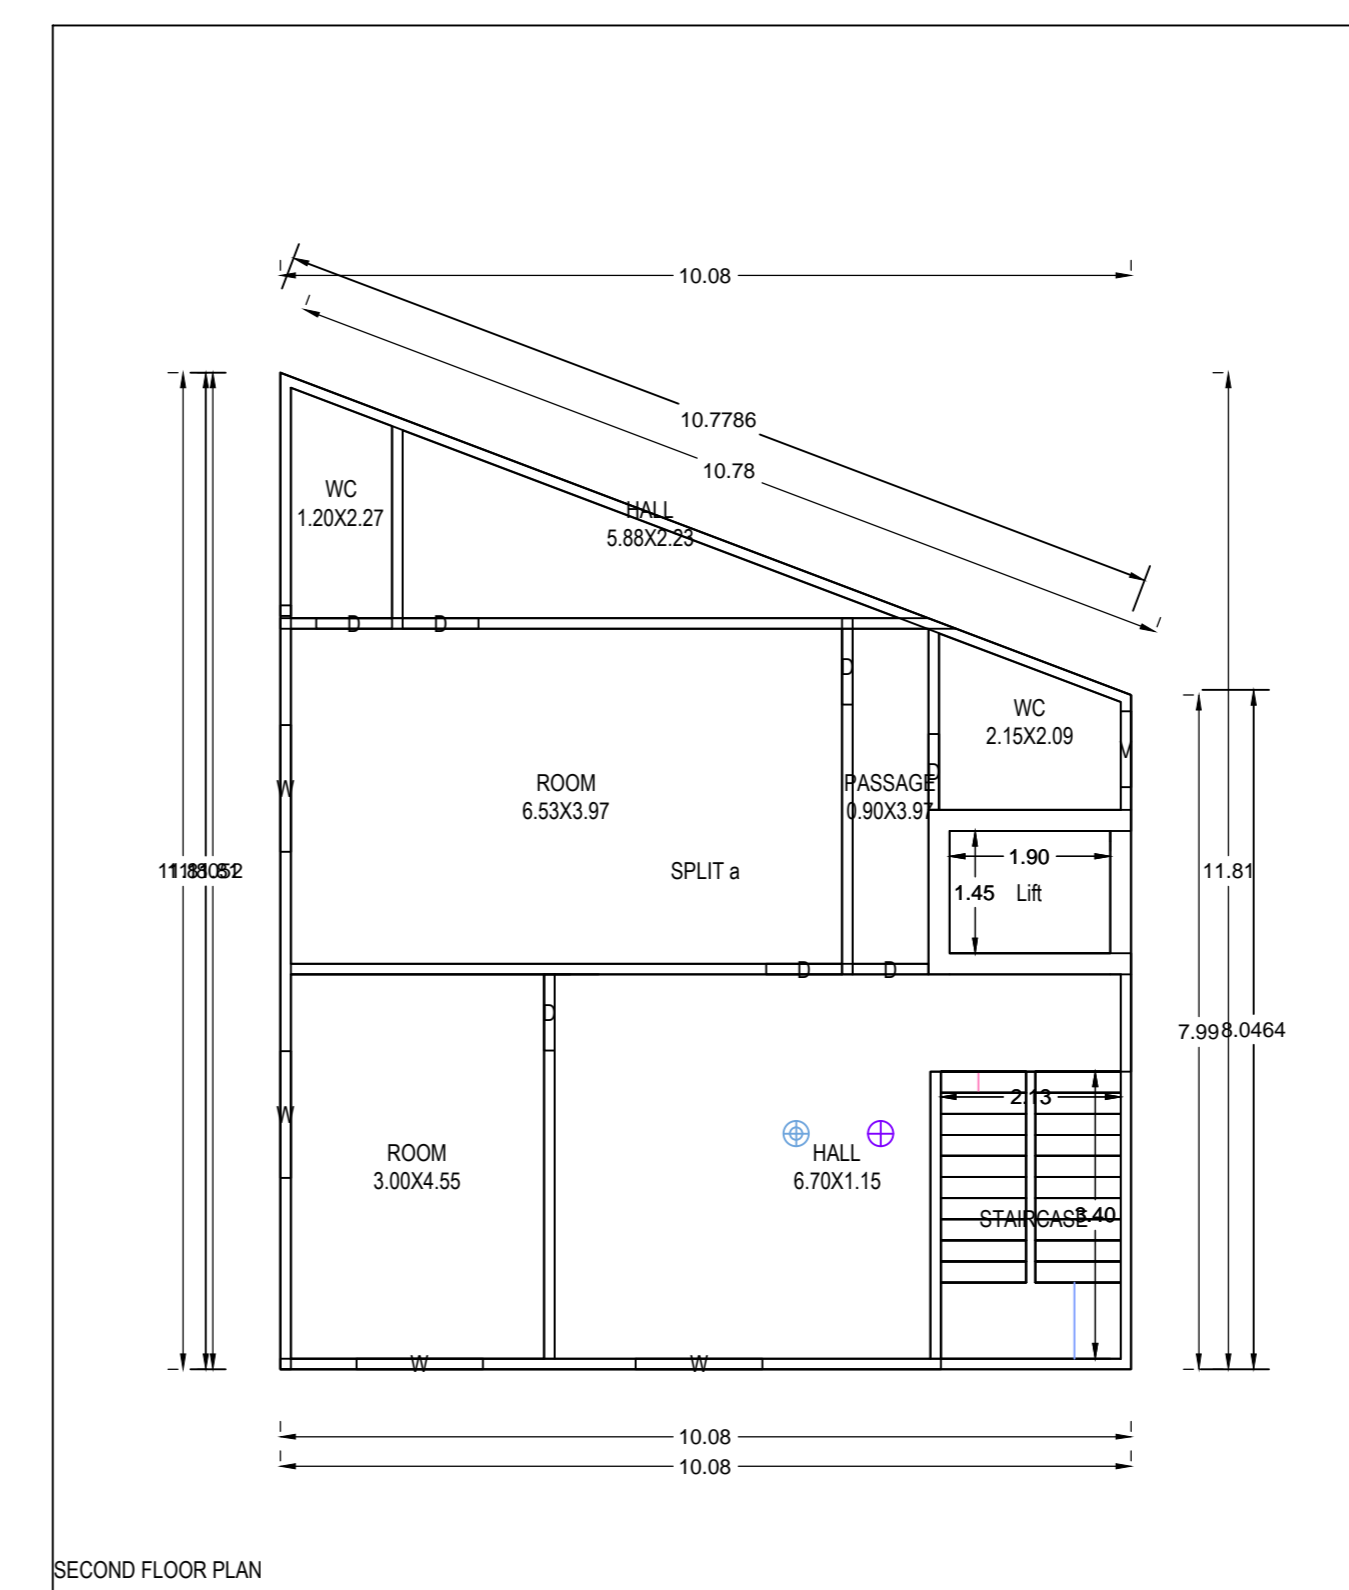 10.08
10.7786
10.78
WC
1.20X2.27
HALL
5.88X2.23
D
D
D
WC
2.15X2.09
V
D
ROOM
6.53X3.97
PASSAGE
0.90X3.97
W
SPLIT a
1.90
1.45
Lift
11.81
D
D
D
7.99
8.0464
2.13
W
ROOM
3.00X4.55
HALL
6.70X1.15
STAIRCASE
3.40
W
W
10.08
10.08
SECOND FLOOR PLAN